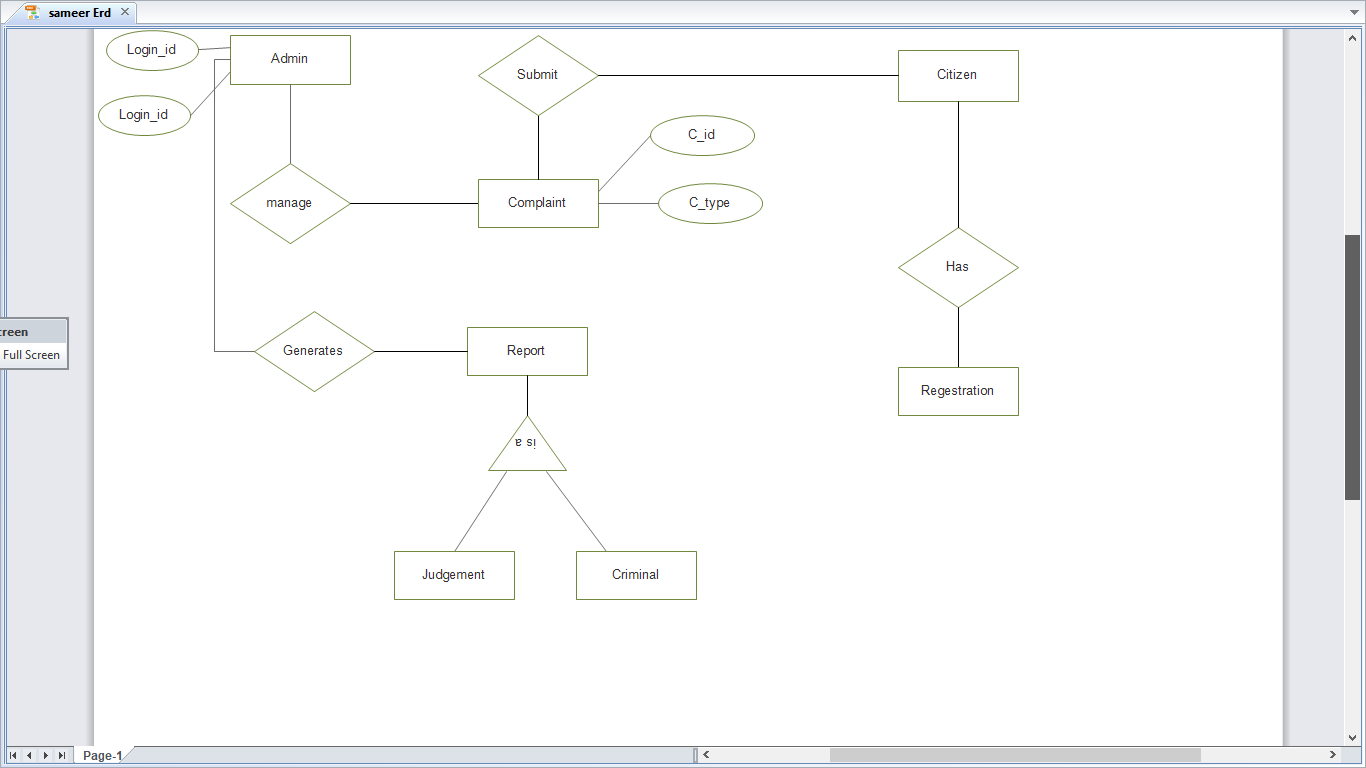 sameer Erd
Login_id
Admin
Submit
Citizen
Login_id
C_id
manage
Complaint
C_type
Has
creen
Full Screen
Generates
Report
Regestration
is a
Judgement
Criminal
Page-1